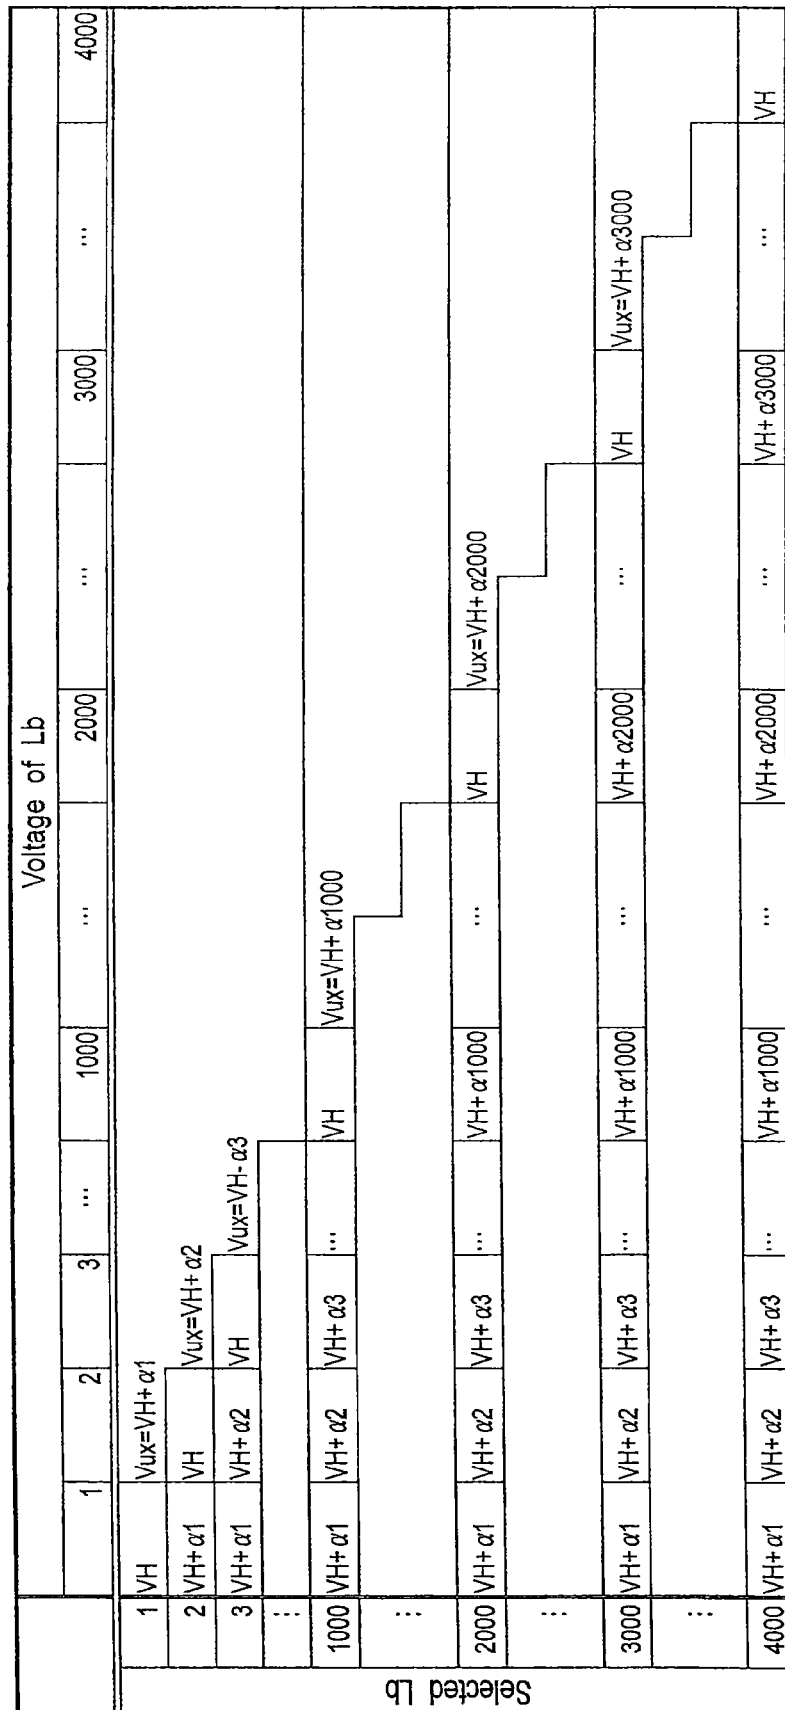 Voltage of Lb
1 2 3 ... 1000 ... 2000 ... 3000 ... 4000
Selected Lb
1 VH Vux=VH+α1
2 VH+α1 VH Vux=VH+α2
3 VH+α1 VH+α2 VH Vux=VH-α3
...
1000 VH+α1 VH+α2 VH+α3 ... VH Vux=VH+α1000
...
2000 VH+α1 VH+α2 VH+α3 ... VH+α1000 ... VH Vux=VH+α2000
...
3000 VH+α1 VH+α2 VH+α3 ... VH+α1000 ... VH+α2000 ... VH Vux=VH+α3000
...
4000 VH+α1 VH+α2 VH+α3 ... VH+α1000 ... VH+α2000 ... VH+α3000 ... VH